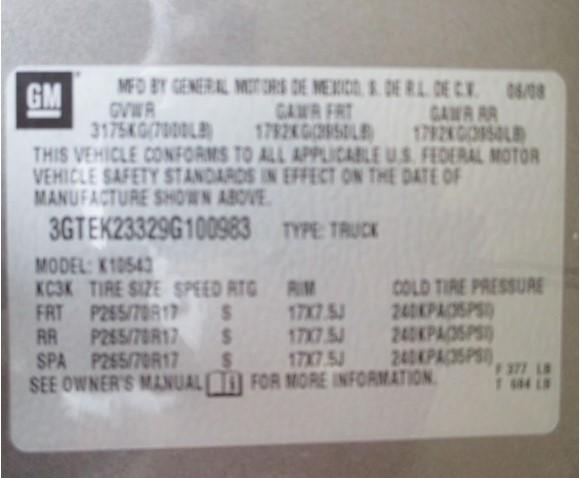 GM MFD BY GENERAL MOTORS DE MEXICO, S. DE R.L. DE C.V. 06/08
GVWR GAWR FRT GAWR RR
3175KG(7000LB) 1792KG(3950LB) 1792KG(3950LB)
THIS VEHICLE CONFORMS TO ALL APPLICABLE U.S. FEDERAL MOTOR
VEHICLE SAFETY STANDARDS IN EFFECT ON THE DATE OF
MANUFACTURE SHOWN ABOVE.
3GTEK23329G100983 TYPE: TRUCK
MODEL: K10543
KC3K TIRE SIZE SPEED RTG RIM COLD TIRE PRESSURE
FRT P265/70R17 S 17X7.5J 240KPA(35PSI)
RR P265/70R17 S 17X7.5J 240KPA(35PSI)
SPA P265/70R17 S 17X7.5J 240KPA(35PSI)
SEE OWNER'S MANUAL FOR MORE INFORMATION.
F 377 LB
T 684 LB